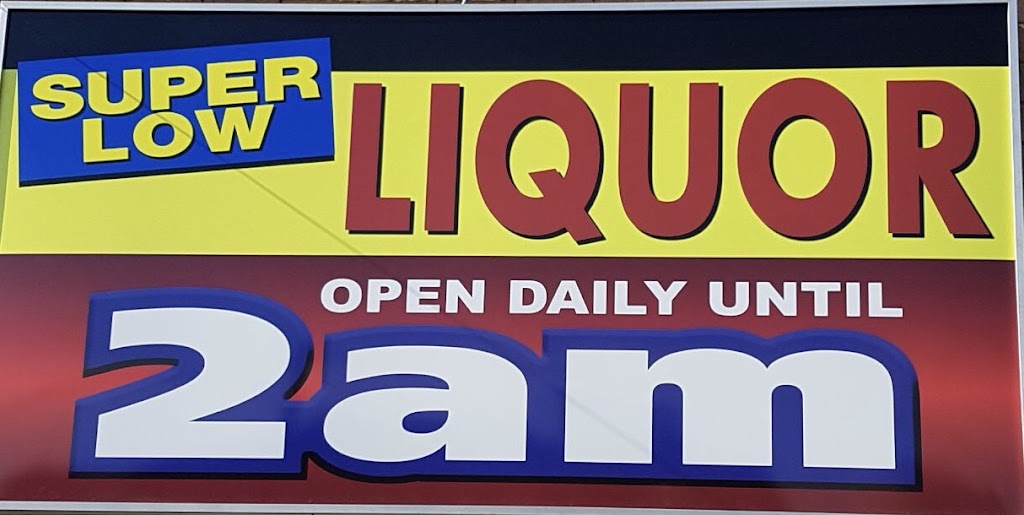 SUPER
LOW
LIQUOR
OPEN DAILY UNTIL
2am